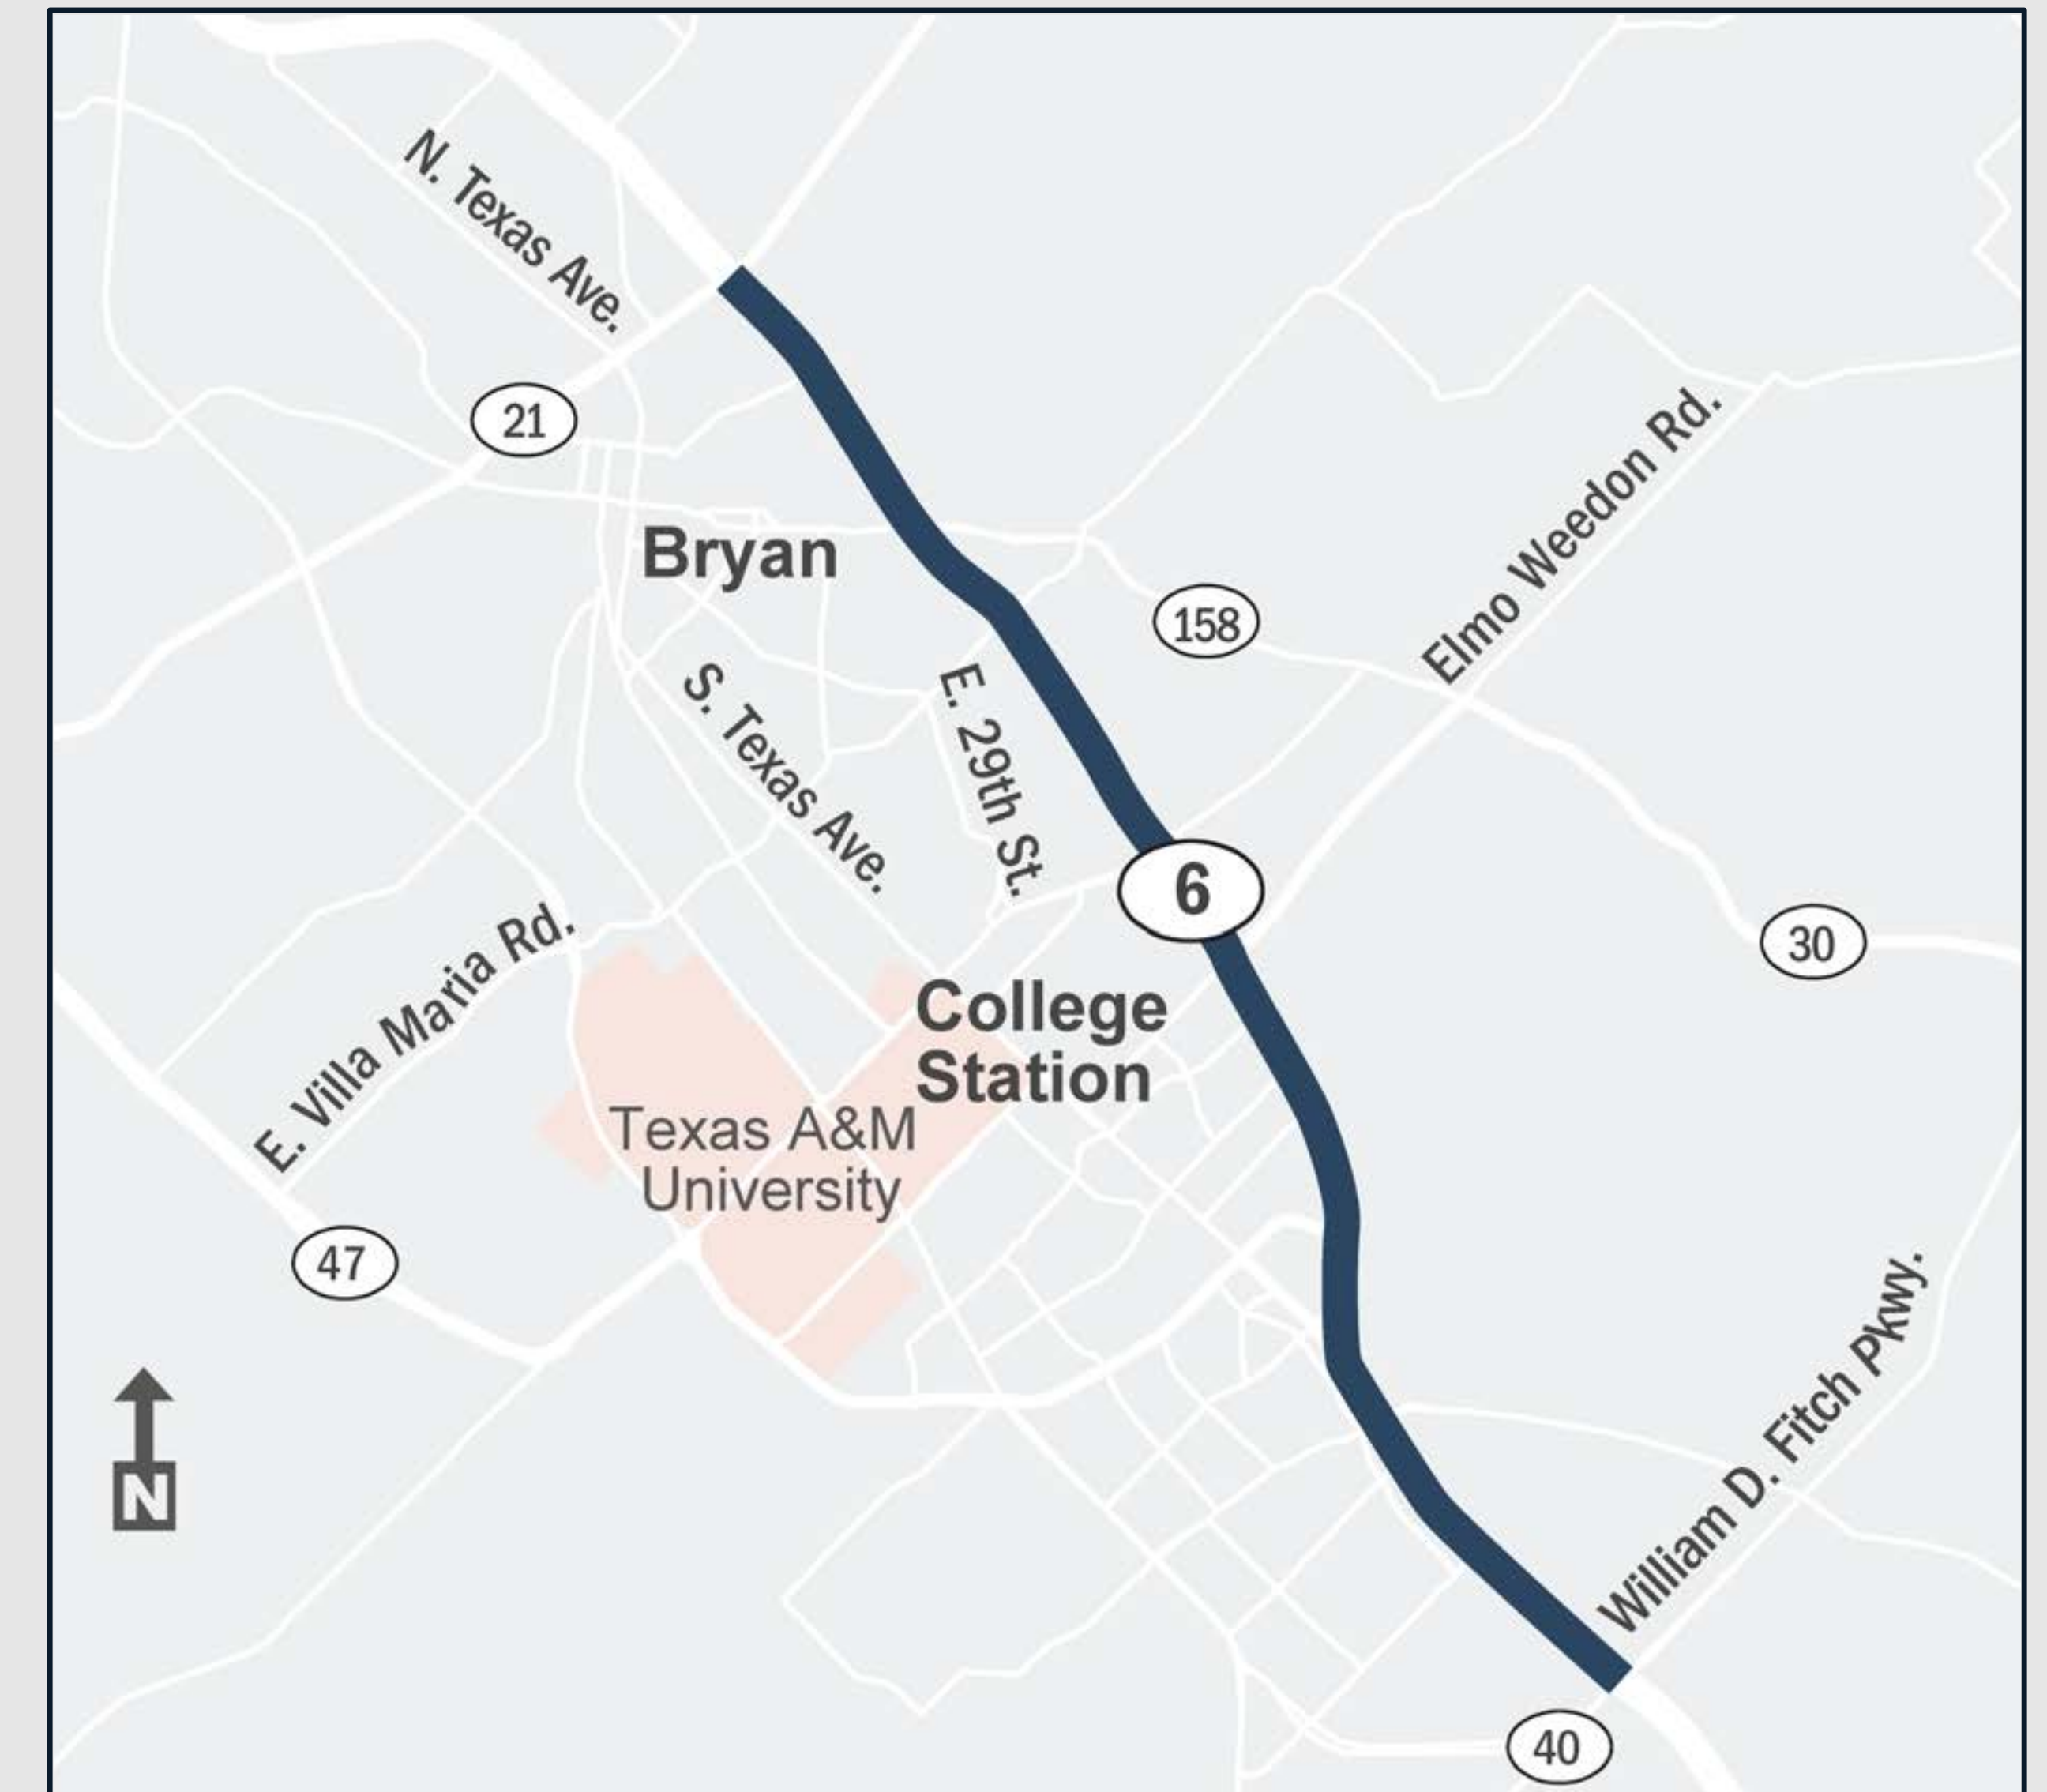 N. Texas Ave.
21
Bryan
158
Elmo Weedon Rd.
S. Texas Ave.
E. 29th St.
6
30
E. Villa Maria Rd.
College
Station
Texas A&M
University
47
William D. Fitch Pkwy.
N
40